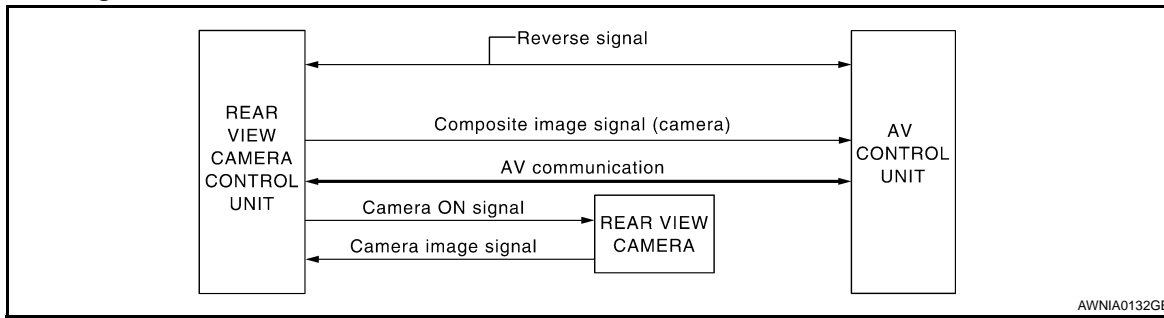 Reverse signal
REAR
VIEW
CAMERA
CONTROL
UNIT
Composite image signal (camera)
AV communication
Camera ON signal
Camera image signal
REAR VIEW
CAMERA
AV
CONTROL
UNIT